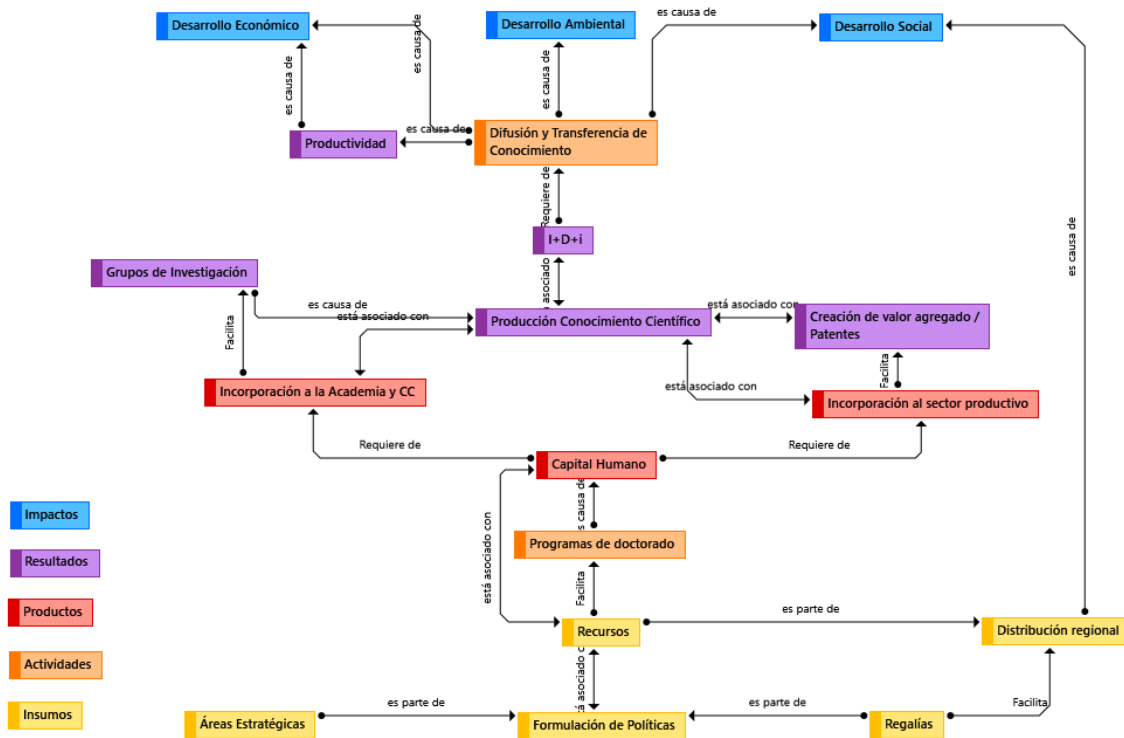 es causa de
Desarrollo Económico
Desarrollo Ambiental
Desarrollo Social
es causa de
es causa de
es causa de
es causa de
es causa de
Productividad
Difusión y Transferencia de
Conocimiento
Requiere de
I+D+i
es causa de
Grupos de Investigación
es causa de
está asociado con
Producción Conocimiento Científico
está asociado con
Creación de valor agregado /
Patentes
Facilita
Facilita
está asociado con
Incorporación a la Academia y CC
Incorporación al sector productivo
Requiere de
Requiere de
Capital Humano
causa de
está asociado con
Programas de doctorado
Facilita
Recursos
es parte de
Distribución regional
asociado
Áreas Estratégicas
es parte de
Formulación de Políticas
es parte de
Regalías
Facilita
Impactos
Resultados
Productos
Actividades
Insumos